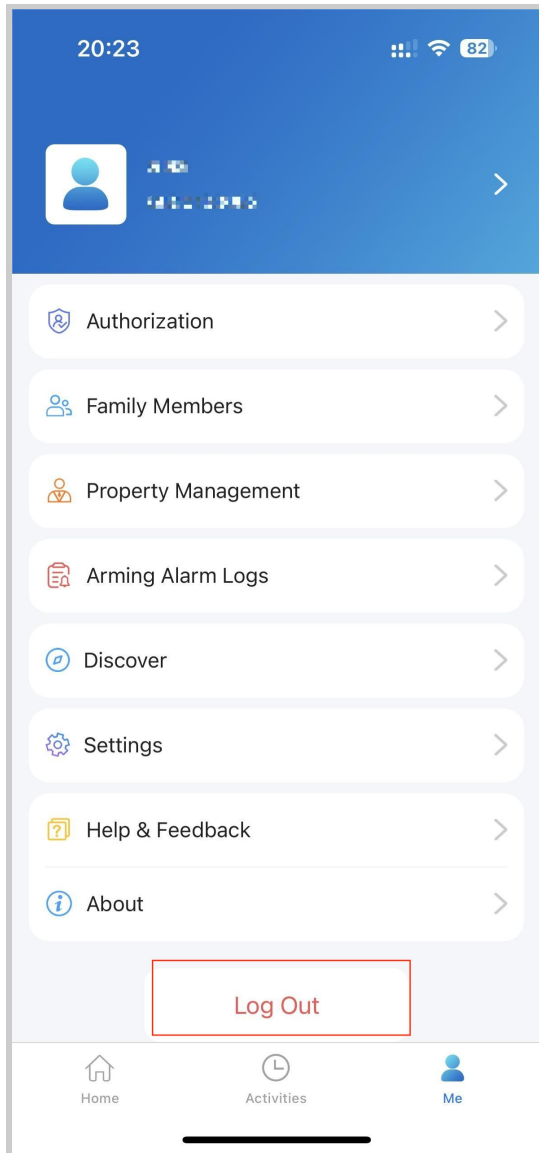 20:23
82
Authorization
Family Members
Property Management
Arming Alarm Logs
Discover
Settings
Help & Feedback
About
Log Out
Home
Activities
Me